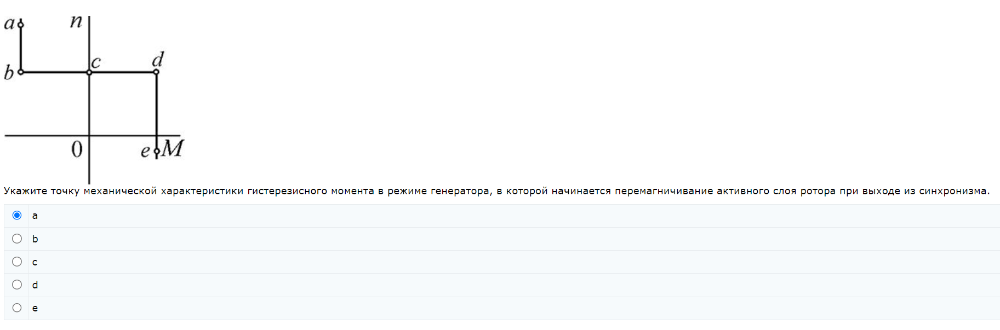 a
n
c
d
b
0
e
M
Укажите точку механической характеристики гистерезисного момента в режиме генератора, в которой начинается перемагничивание активного слоя ротора при выходе из синхронизма.
a
b
c
d
e